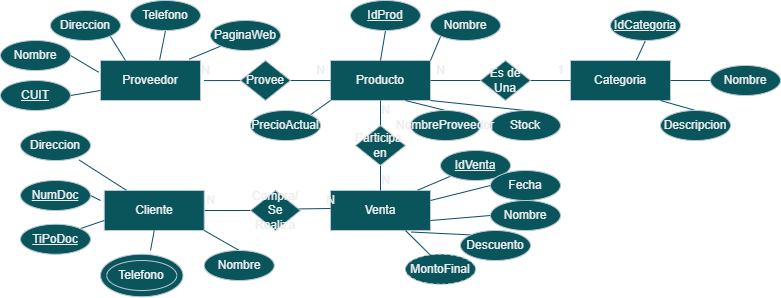 Telefono
IdProd
Direccion
Nombre
IdCategoria
PaginaWeb
Nombre
Proveedor
N
Provee
N
Producto
N
Es de
Una
1
Categoria
Nombre
CUIT
PrecioActual
N
NombreProveedor
Stock
Descripcion
Direccion
Participa
en
IdVenta
N
Fecha
NumDoc
Cliente
N
Compra/
Se
Realiza
N
Venta
Nombre
TiPoDoc
Descuento
Telefono
Nombre
MontoFinal